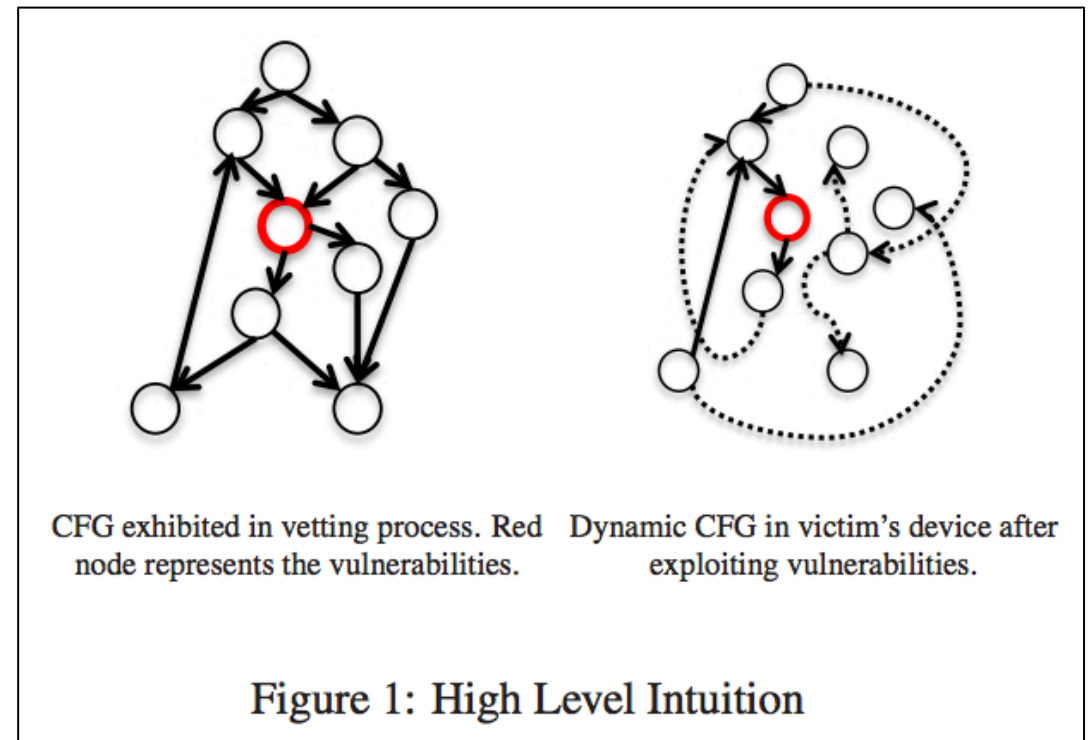 CFG exhibited in vetting process. Red
node represents the vulnerabilities.
Dynamic CFG in victim's device after
exploiting vulnerabilities.
Figure 1: High Level Intuition